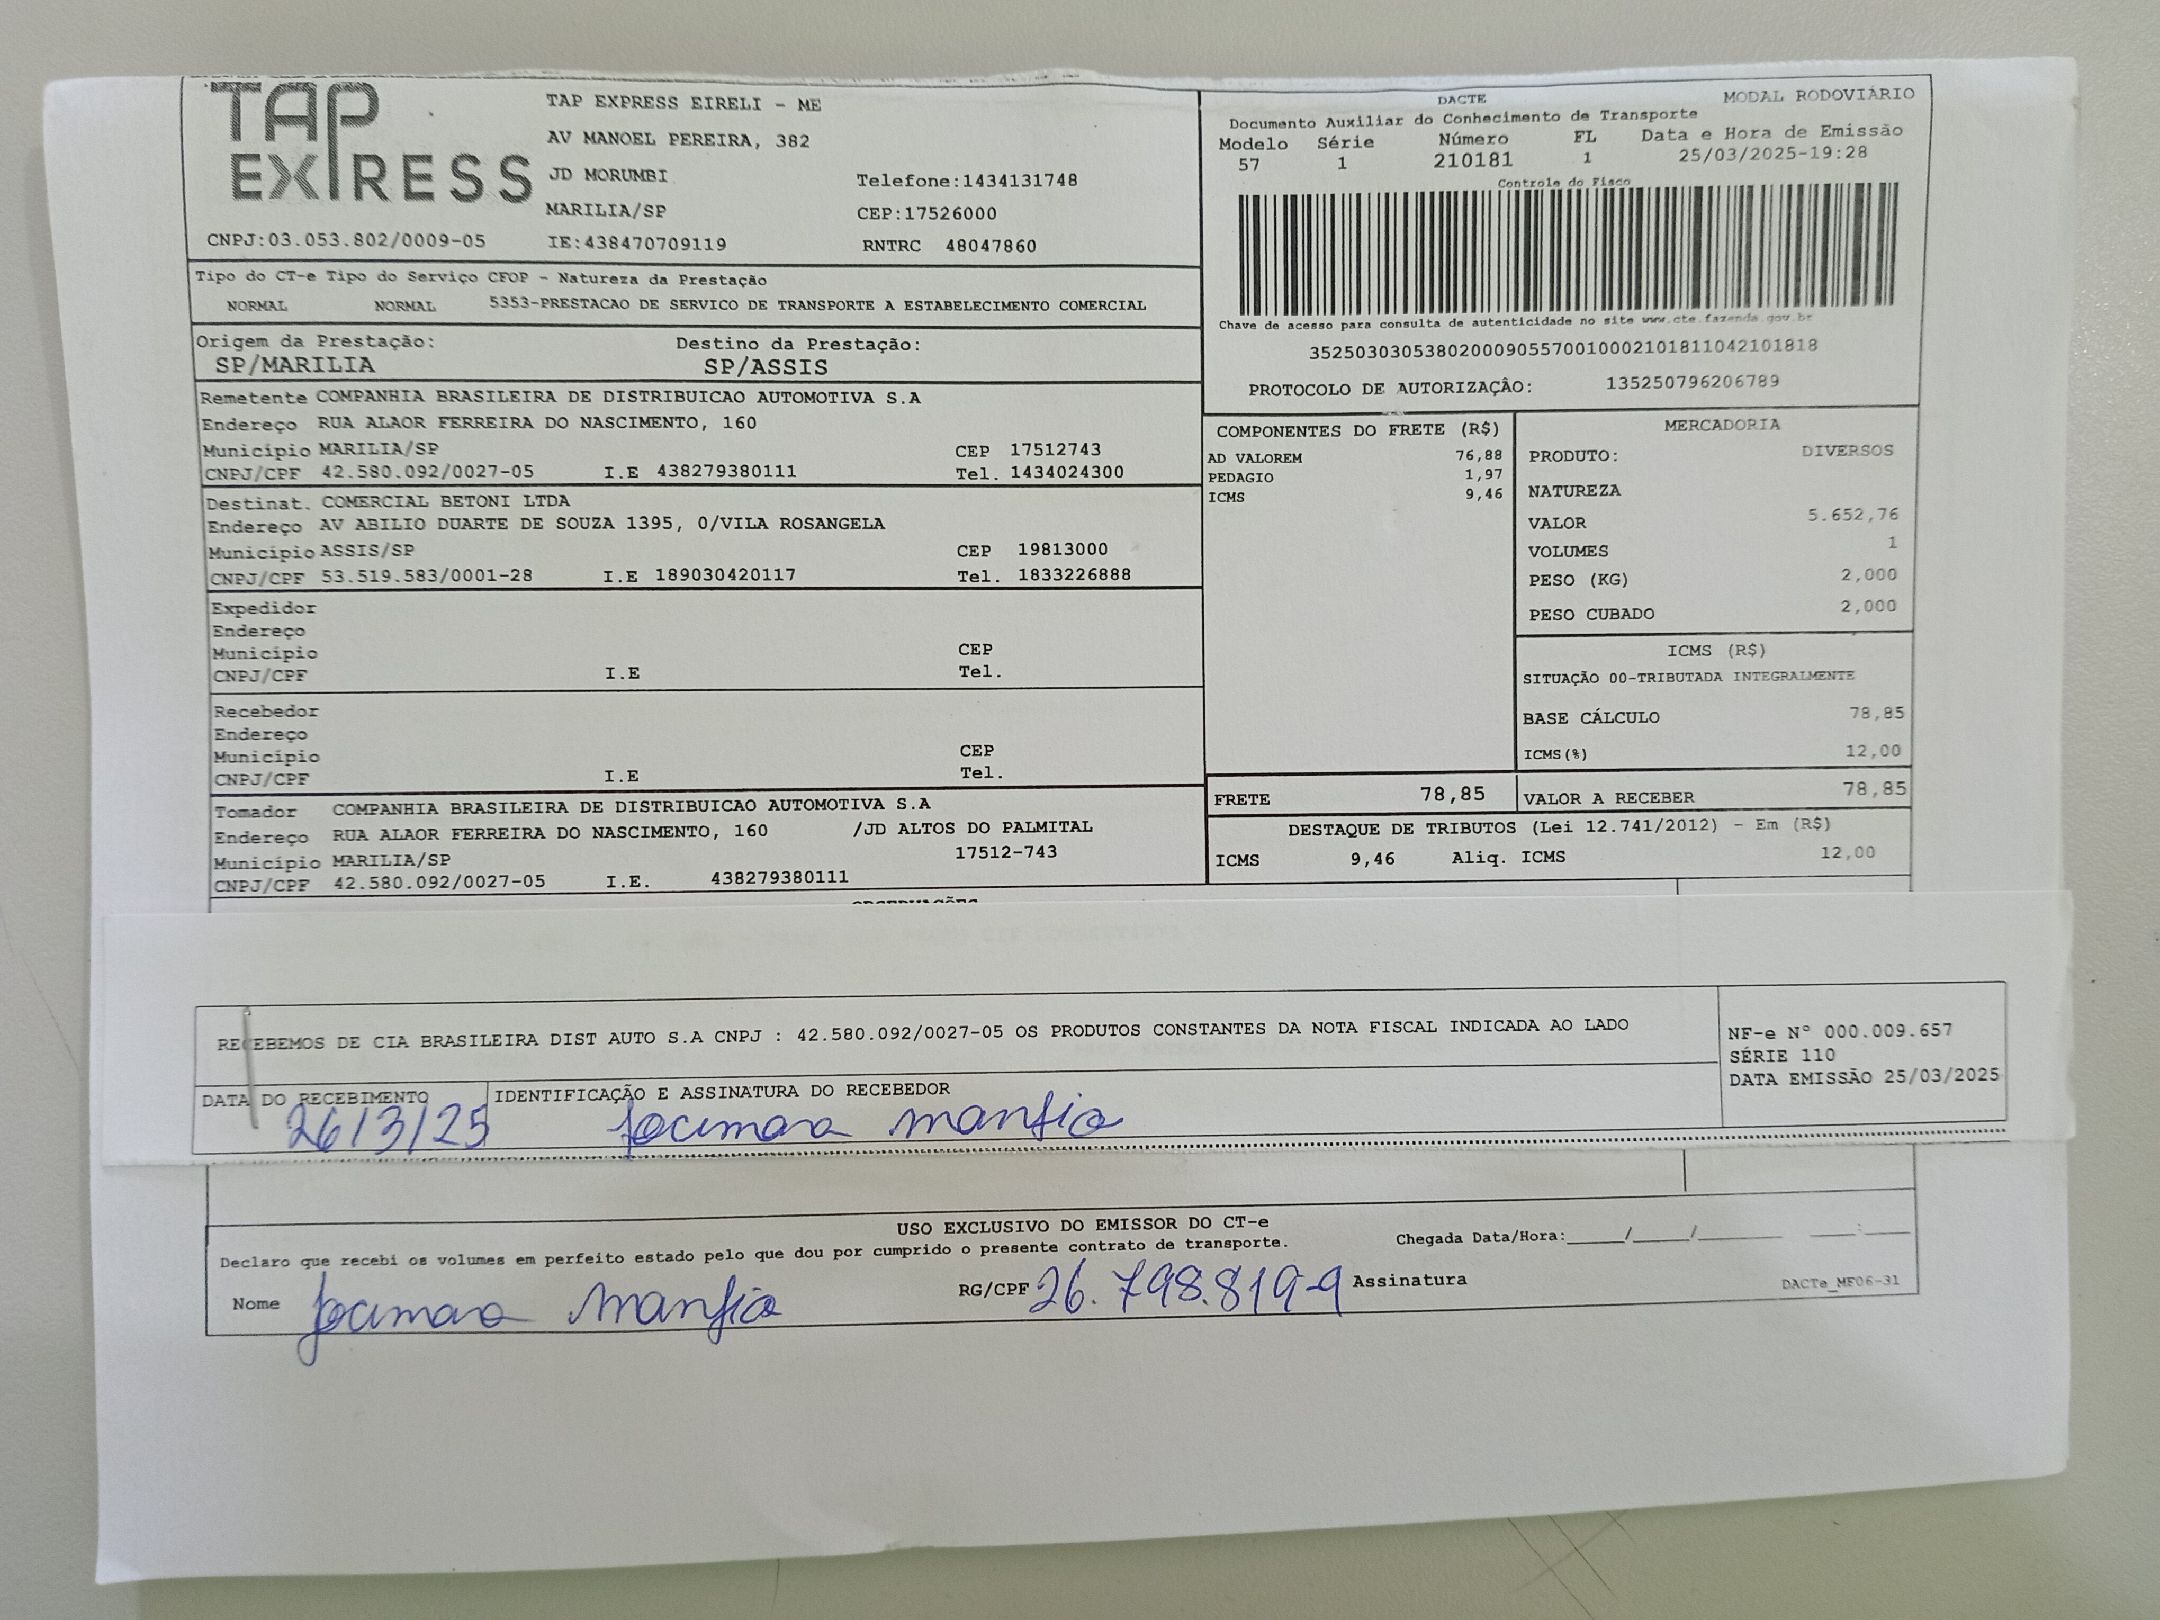 TAP EXPRESS
TAP EXPRESS EIRELI - ME
AV MANOEL PEREIRA, 382
JD MORUMBI
Telefone:1434131748
MARILIA/SP
CEP:17526000
CNPJ:03.053.802/0009-05
IE:438470709119
RNTRC 48047860
DACTE
MODAL RODOVIÁRIO
Documento Auxiliar do Conhecimento de Transporte
Modelo Série Número FL Data e Hora de Emissão
57 1 210181 1 25/03/2025-19:28
Controle do Fisco
Chave de acesso para consulta de autenticidade no site www.cte.fazenda.gov.br
35250303053802000905570010002101811042101818
PROTOCOLO DE AUTORIZAÇÃO: 135250796206789
Tipo do CT-e Tipo do Serviço CFOP - Natureza da Prestação
NORMAL NORMAL 5353-PRESTACAO DE SERVICO DE TRANSPORTE A ESTABELECIMENTO COMERCIAL
Origem da Prestação: Destino da Prestação:
SP/MARILIA SP/ASSIS
Remetente COMPANHIA BRASILEIRA DE DISTRIBUICAO AUTOMOTIVA S.A
Endereço RUA ALAOR FERREIRA DO NASCIMENTO, 160
Município MARILIA/SP CEP 17512743
CNPJ/CPF 42.580.092/0027-05 I.E 438279380111 Tel. 1434024300
Destinat. COMERCIAL BETONI LTDA
Endereço AV ABILIO DUARTE DE SOUZA 1395, 0/VILA ROSANGELA
Município ASSIS/SP CEP 19813000
CNPJ/CPF 53.519.583/0001-28 I.E 189030420117 Tel. 1833226888
Expedidor
Endereço
Município CEP
CNPJ/CPF I.E Tel.
Recebedor
Endereço
Município CEP
CNPJ/CPF I.E Tel.
Tomador COMPANHIA BRASILEIRA DE DISTRIBUICAO AUTOMOTIVA S.A
Endereço RUA ALAOR FERREIRA DO NASCIMENTO, 160 /JD ALTOS DO PALMITAL
Município MARILIA/SP 17512-743
CNPJ/CPF 42.580.092/0027-05 I.E. 438279380111
COMPONENTES DO FRETE (R$)
AD VALOREM 76,88
PEDAGIO 1,97
ICMS 9,46
MERCADORIA
PRODUTO: DIVERSOS
NATUREZA
VALOR 5.652,76
VOLUMES 1
PESO (KG) 2,000
PESO CUBADO 2,000
ICMS (R$)
SITUAÇÃO 00-TRIBUTADA INTEGRALMENTE
BASE CÁLCULO 78,85
ICMS(%) 12,00
FRETE 78,85 VALOR A RECEBER 78,85
DESTAQUE DE TRIBUTOS (Lei 12.741/2012) - Em (R$)
ICMS 9,46 Aliq. ICMS 12,00
OBSERVAÇÕES
RECEBEMOS DE CIA BRASILEIRA DIST AUTO S.A CNPJ : 42.580.092/0027-05 OS PRODUTOS CONSTANTES DA NOTA FISCAL INDICADA AO LADO
NF-e N° 000.009.657
SÉRIE 110
DATA EMISSÃO 25/03/2025
DATA DO RECEBIMENTO IDENTIFICAÇÃO E ASSINATURA DO RECEBEDOR
26/3/25 Jocimara Manfio
USO EXCLUSIVO DO EMISSOR DO CT-e
Declaro que recebi os volumes em perfeito estado pelo que dou por cumprido o presente contrato de transporte.
Chegada Data/Hora:____/____/______ ____:____
Nome Jocimara Manfio RG/CPF 26.798.819-9 Assinatura
DACTe_MF06-31